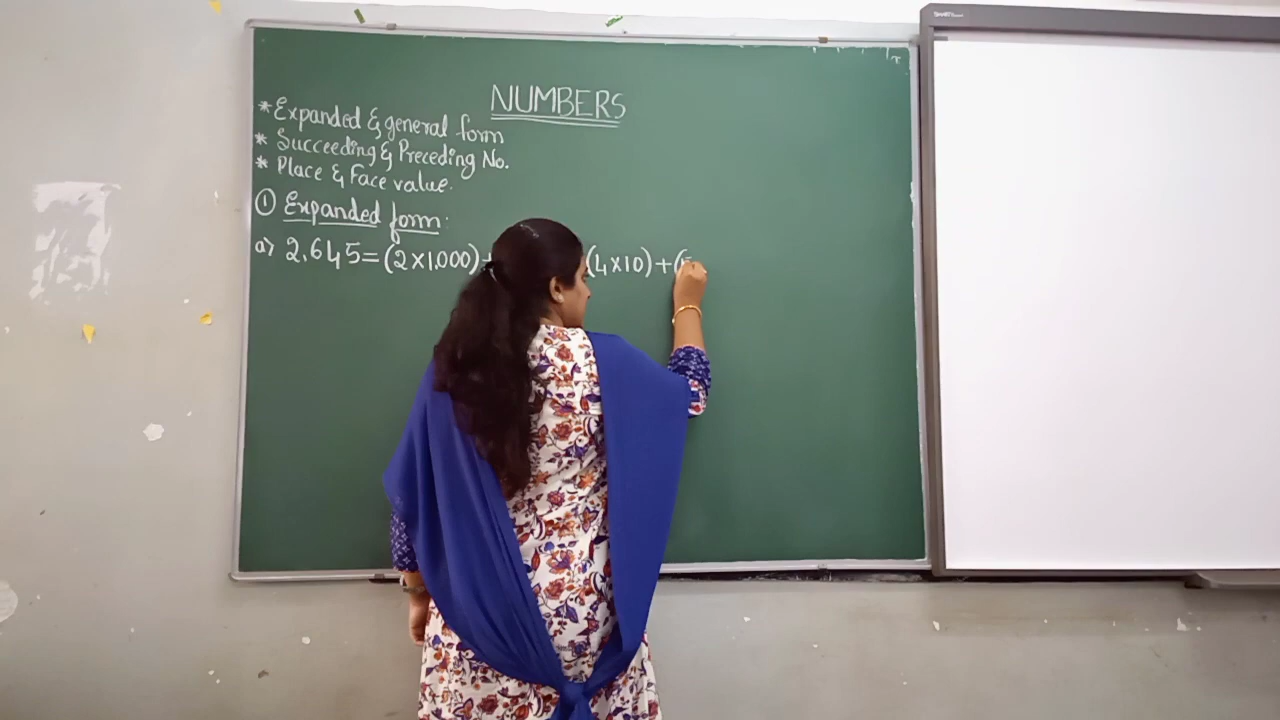 NUMBERS
* Expanded & general form
* Succeeding & Preceding No.
* Place & Face value.
① Expanded form:
a) 2,645 = (2×1,000) + (4×10) + (
SMART